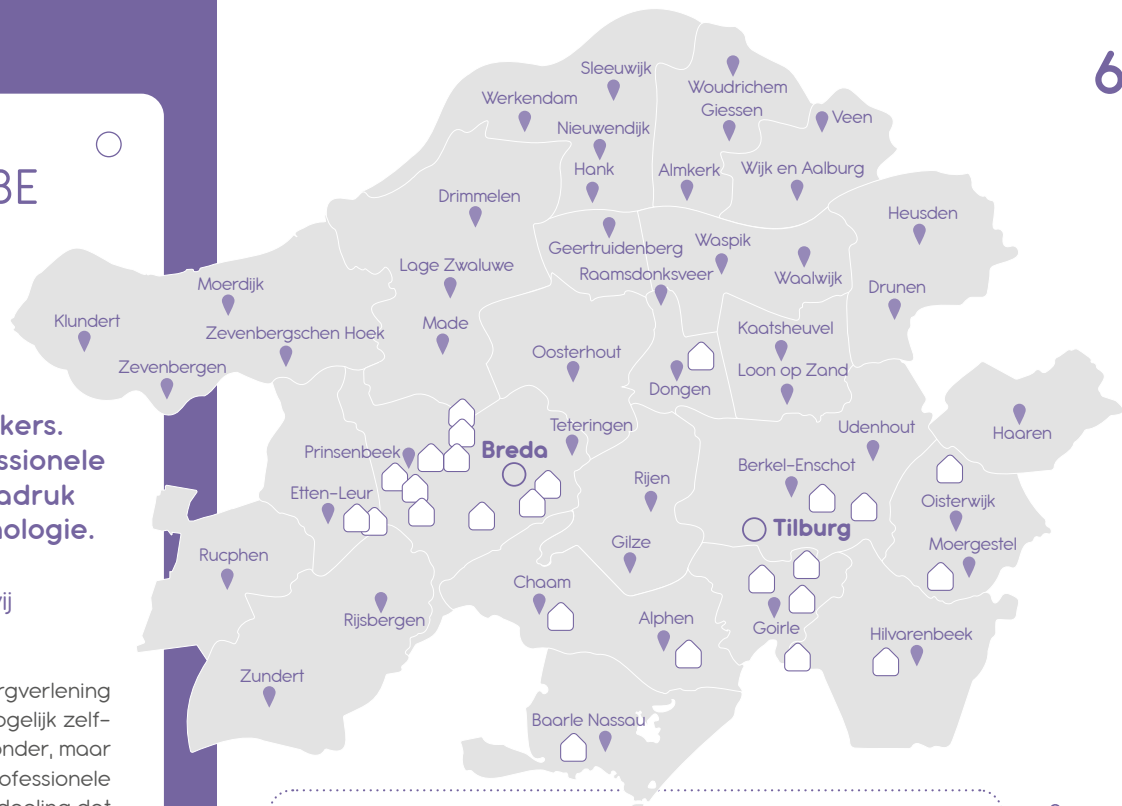 6
BE
kers.
ssionele
adruk
nologie.
ij
rgverlening
ogelijk zelf-
onder, maar
ofessionele
Sleeuwijk
Woudrichem
Werkendam
Giessen
Veen
Nieuwendijk
Hank
Almkerk
Wijk en Aalburg
Drimmelen
Heusden
Geertruidenberg
Waspik
Lage Zwaluwe
Raamsdonksveer
Waalwijk
Moerdijk
Drunen
Klundert
Zevenbergschen Hoek
Made
Kaatsheuvel
Oosterhout
Zevenbergen
Loon op Zand
Dongen
Teteringen
Udenhout
Haaren
Prinsenbeek
Breda
Berkel-Enschot
Rijen
Etten-Leur
Oisterwijk
Tilburg
Gilze
Moergestel
Rucphen
Chaam
Rijsbergen
Alphen
Goirle
Hilvarenbeek
Zundert
Baarle Nassau